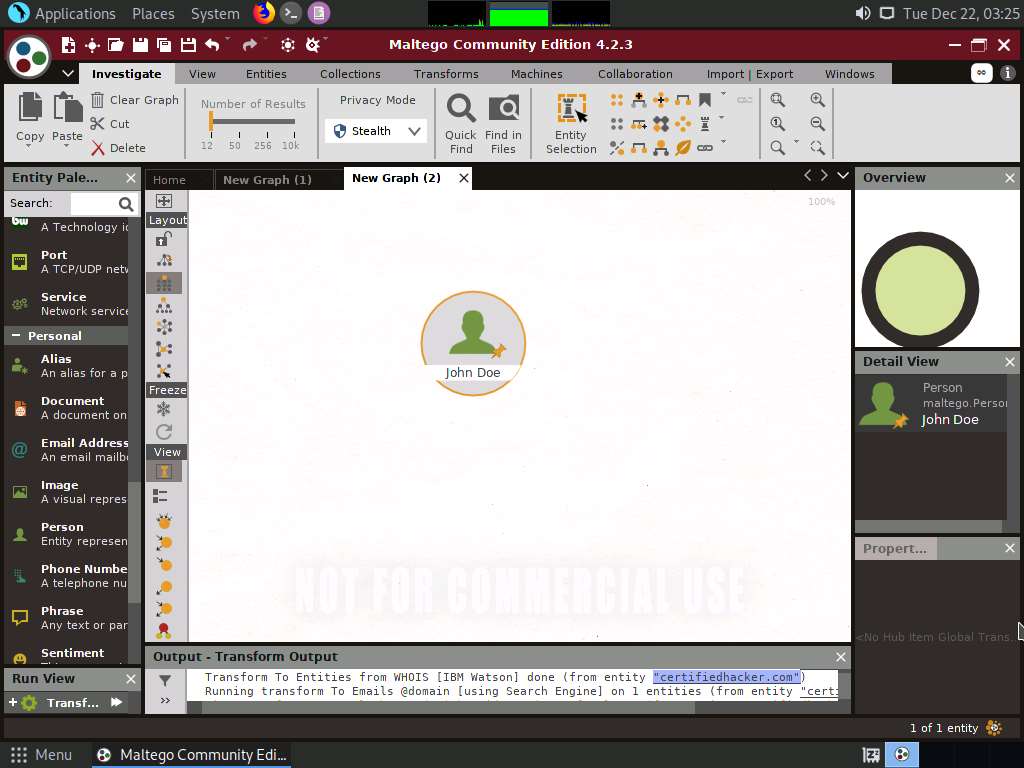 Applications Places System Tue Dec 22, 03:25
Maltego Community Edition 4.2.3
Investigate View Entities Collections Transforms Machines Collaboration Import | Export Windows
Copy Paste
Clear Graph
Cut
Delete
Number of Results
12 50 256 10k
Privacy Mode
Stealth
Quick Find
Find in Files
Entity Selection
Entity Pale...
Search:
A Technology id
Port
A TCP/UDP netw
Service
Network service
Personal
Alias
An alias for a p
Document
A document on
Email Address
An email mailbo
Image
A visual repres
Person
Entity represen
Phone Numbe
A telephone nu
Phrase
Any text or par
Sentiment
Run View
Transf...
Home New Graph (1) New Graph (2)
Layout
Freeze
View
100%
John Doe
NOT FOR COMMERCIAL USE
Output - Transform Output
Transform To Entities from WHOIS [IBM Watson] done (from entity "certifiedhacker.com")
Running transform To Emails @domain [using Search Engine] on 1 entities (from entity "certi
Overview
Detail View
Person
maltego.Person
John Doe
Propert...
<No Hub Item Global Trans.
1 of 1 entity
Menu Maltego Community Edi...